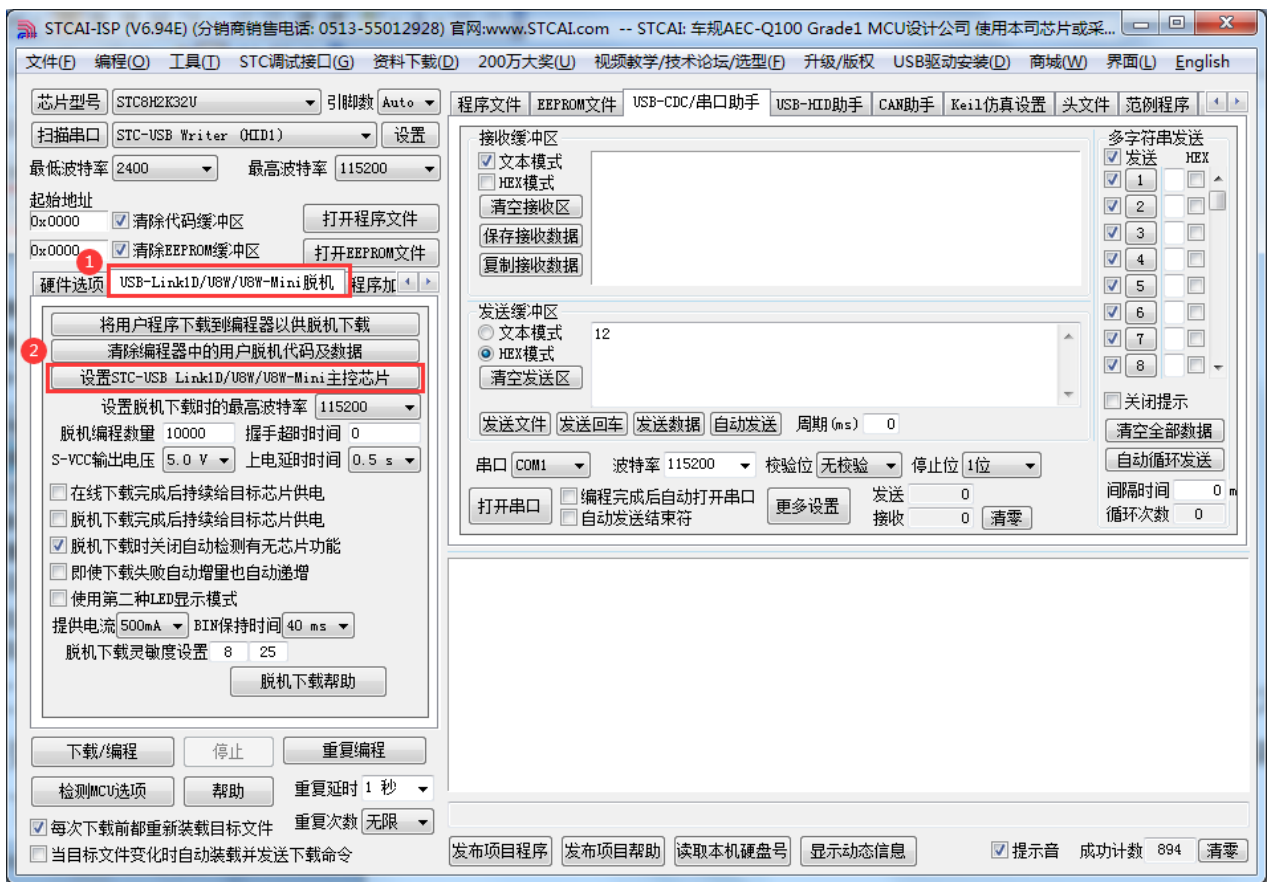 STCAI-ISP (V6.94E) (分销商销售电话: 0513-55012928) 官网:www.STCAI.com -- STCAI: 车规AEC-Q100 Grade1 MCU设计公司 使用本司芯片或采...
文件(F) 编程(O) 工具(T) STC调试接口(G) 资料下载(D) 200万大奖(U) 视频教学/技术论坛/选型(F) 升级/版权 USB驱动安装(D) 商城(W) 界面(L) English
芯片型号 STC8H2K32U 引脚数 Auto
扫描串口 STC-USB Writer (HID1) 设置
最低波特率 2400 最高波特率 115200
起始地址
0x0000 清除代码缓冲区 打开程序文件
0x0000 清除EEPROM缓冲区 打开EEPROM文件
1
硬件选项 USB-Link1D/U8W/U8W-Mini脱机 程序加
将用户程序下载到编程器以供脱机下载
2
清除编程器中的用户脱机代码及数据
设置STC-USB Link1D/U8W/U8W-Mini主控芯片
设置脱机下载时的最高波特率 115200
脱机编程数量 10000 握手超时时间 0
S-VCC输出电压 5.0 V 上电延时时间 0.5 s
在线下载完成后持续给目标芯片供电
脱机下载完成后持续给目标芯片供电
脱机下载时关闭自动检测有无芯片功能
即使下载失败自动增量也自动递增
使用第二种LED显示模式
提供电流 500mA BIN保持时间 40 ms
脱机下载灵敏度设置 8 25
脱机下载帮助
下载/编程 停止 重复编程
检测MCU选项 帮助 重复延时 1 秒
每次下载前都重新装载目标文件 重复次数 无限
当目标文件变化时自动装载并发送下载命令
程序文件 EEPROM文件 USB-CDC/串口助手 USB-HID助手 CAN助手 Keil仿真设置 头文件 范例程序
接收缓冲区
文本模式
HEX模式
清空接收区
保存接收数据
复制接收数据
发送缓冲区
文本模式 12
HEX模式
清空发送区
发送文件 发送回车 发送数据 自动发送 周期(ms) 0
串口 COM1 波特率 115200 校验位 无校验 停止位 1位
打开串口 编程完成后自动打开串口 更多设置 发送 0
自动发送结束符 接收 0 清零
多字符串发送
发送 HEX
1
2
3
4
5
6
7
8
关闭提示
清空全部数据
自动循环发送
间隔时间 0 m
循环次数 0
发布项目程序 发布项目帮助 读取本机硬盘号 显示动态信息 提示音 成功计数 894 清零